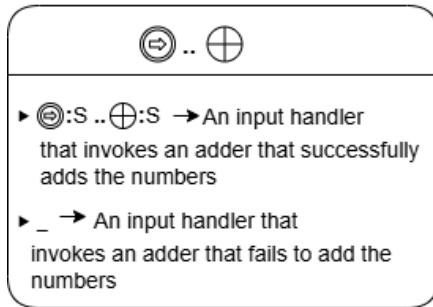 ..
▸ :S .. :S → An input handler
that invokes an adder that successfully
adds the numbers
▸ _ → An input handler that
invokes an adder that fails to add the
numbers